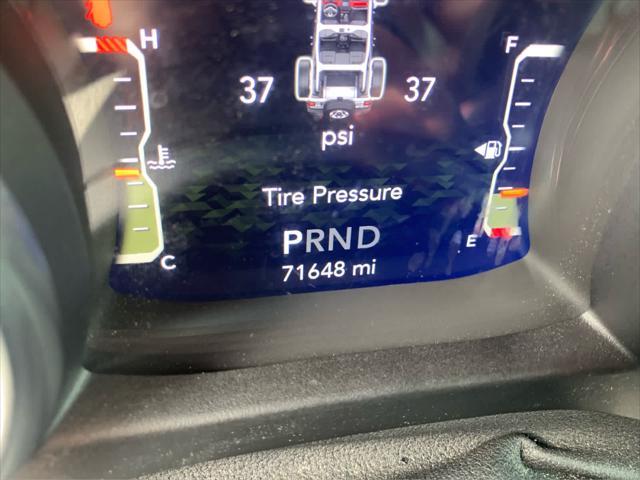 H F
37 37
psi
Tire Pressure
PRND
E
71648 mi
C